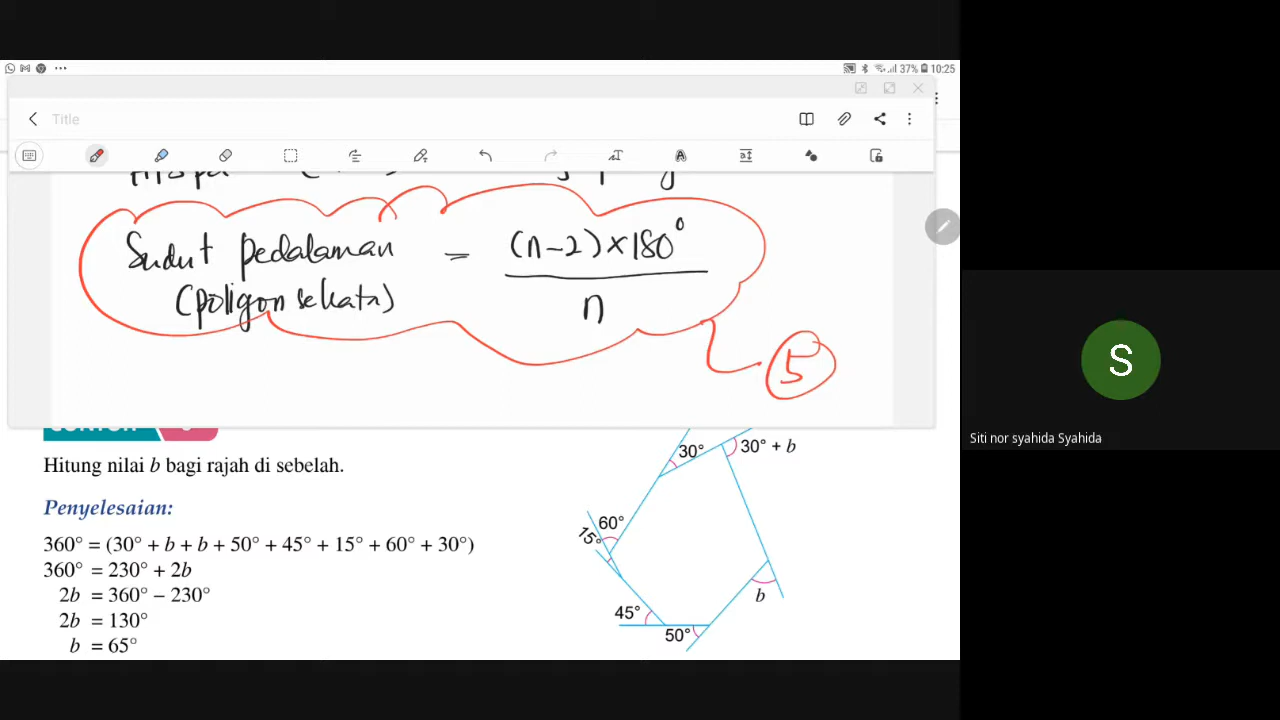 37% 10:25
Title
Sudut pedalaman = (n-2)×180°
(poligon sekata) n
5
Hitung nilai b bagi rajah di sebelah.
Penyelesaian:
360° = (30° + b + b + 50° + 45° + 15° + 60° + 30°)
360° = 230° + 2b
2b = 360° – 230°
2b = 130°
b = 65°
30°
30° + b
60°
15°
45°
50°
b
S
Siti nor syahida Syahida